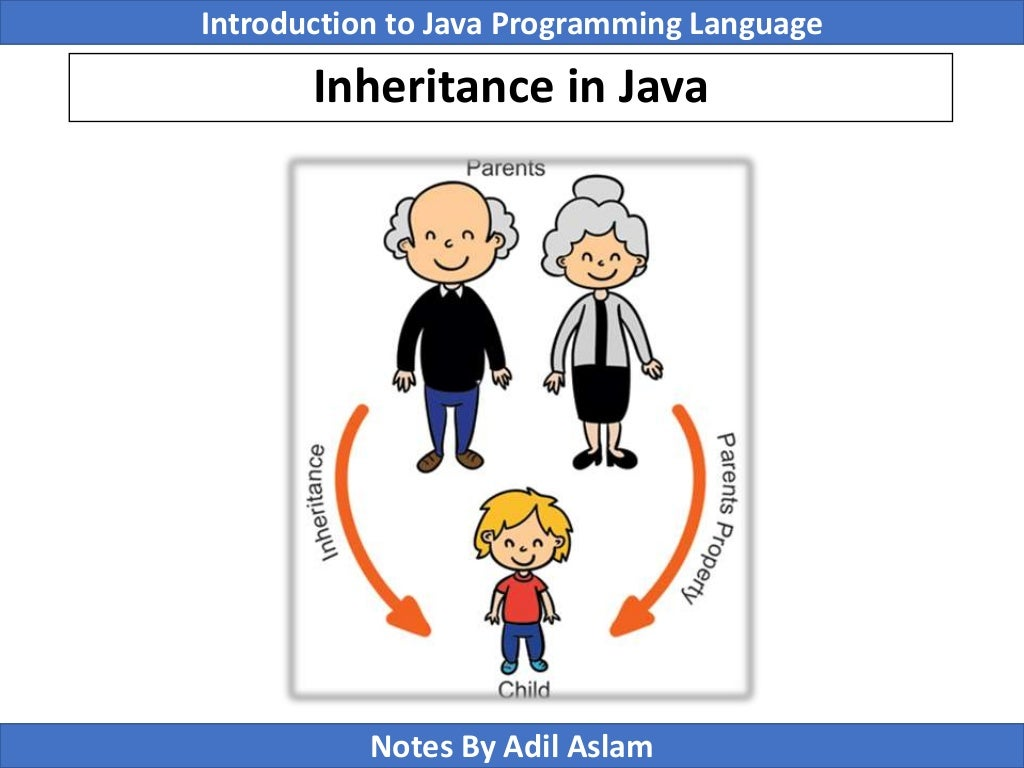 Introduction to Java Programming Language
Inheritance in Java
Parents
Inheritance
Parents Property
Child
Notes By Adil Aslam